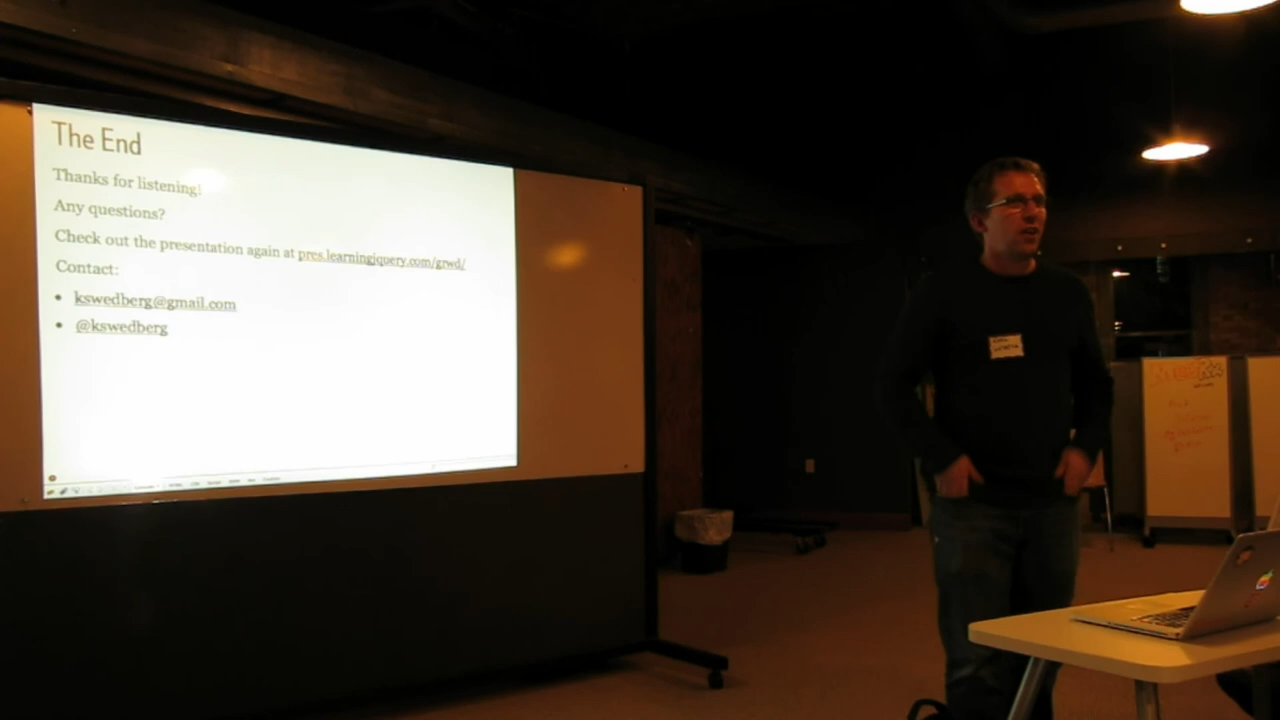 The End
Thanks for listening!
Any questions?
Check out the presentation again at pres.learningjquery.com/grwd/
Contact:
• kswedberg@gmail.com
• @kswedberg